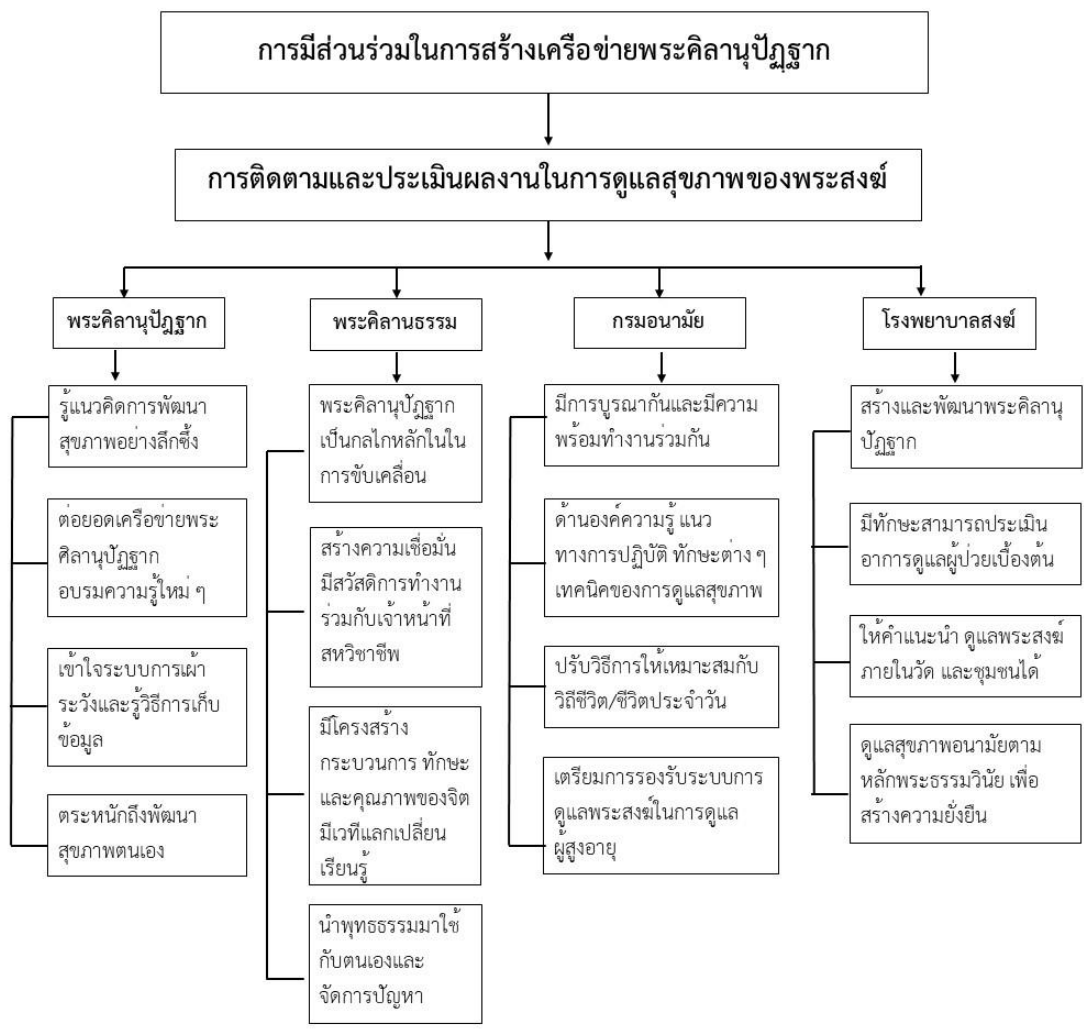 การมีส่วนร่วมในการสร้างเครือข่ายพระคิลานุปัฏฐาก
การติดตามและประเมินผลงานในการดูแลสุขภาพของพระสงฆ์
พระคิลานุปัฏฐาก
รู้แนวคิดการพัฒนา
สุขภาพอย่างลึกซึ้ง
ต่อยอดเครือข่ายพระ
ศิลานุปัฏฐาก
อบรมความรู้ใหม่ ๆ
เข้าใจระบบการเผ้า
ระวังและรู้วิธีการเก็บ
ข้อมูล
ตระหนักถึงพัฒนา
สุขภาพตนเอง
พระคิลานธรรม
พระคิลานุปัฏฐาก
เป็นกลไกหลักในใน
การขับเคลื่อน
สร้างความเชื่อมั่น
มีสวัสดิการทำงาน
ร่วมกับเจ้าหน้าที่
สหวิชาชีพ
มีโครงสร้าง
กระบวนการ ทักษะ
และคุณภาพของจิต
มีเวทีแลกเปลี่ยน
เรียนรู้
นำพุทธธรรมมาใช้
กับตนเองและ
จัดการปัญหา
กรมอนามัย
มีการบูรณากันและมีความ
พร้อมทำงานร่วมกัน
ด้านองค์ความรู้ แนว
ทางการปฏิบัติ ทักษะต่าง ๆ
เทคนิคของการดูแลสุขภาพ
ปรับวิธีการให้เหมาะสมกับ
วิถีชีวิต/ชีวิตประจำวัน
เตรียมการรองรับระบบการ
ดูแลพระสงฆ์ในการดูแล
ผู้สูงอายุ
โรงพยาบาลสงฆ์
สร้างและพัฒนาพระคิลานุ
ปัฏฐาก
มีทักษะสามารถประเมิน
อาการดูแลผู้ป่วยเบื้องต้น
ให้คำแนะนำ ดูแลพระสงฆ์
ภายในวัด และชุมชนได้
ดูแลสุขภาพอนามัยตาม
หลักพระธรรมวินัย เพื่อ
สร้างความยั่งยืน